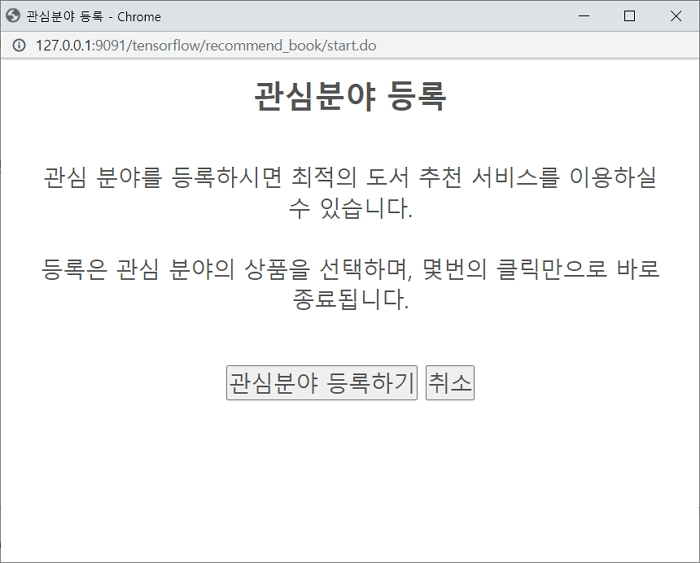 관심분야 등록 - Chrome
127.0.0.1:9091/tensorflow/recommend_book/start.do
관심분야 등록
관심 분야를 등록하시면 최적의 도서 추천 서비스를 이용하실
수 있습니다.
등록은 관심 분야의 상품을 선택하며, 몇번의 클릭만으로 바로
종료됩니다.
관심분야 등록하기 취소